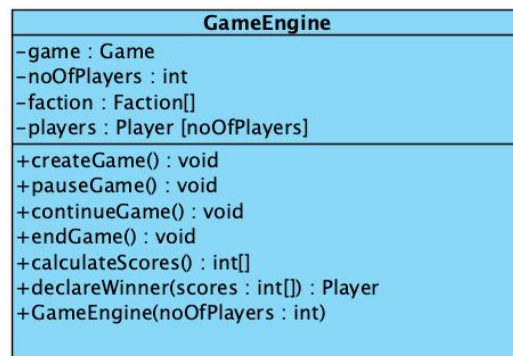 GameEngine
-game : Game
-noOfPlayers : int
-faction : Faction[]
-players : Player [noOfPlayers]
+createGame() : void
+pauseGame() : void
+continueGame() : void
+endGame() : void
+calculateScores() : int[]
+declareWinner(scores : int[]) : Player
+GameEngine(noOfPlayers : int)